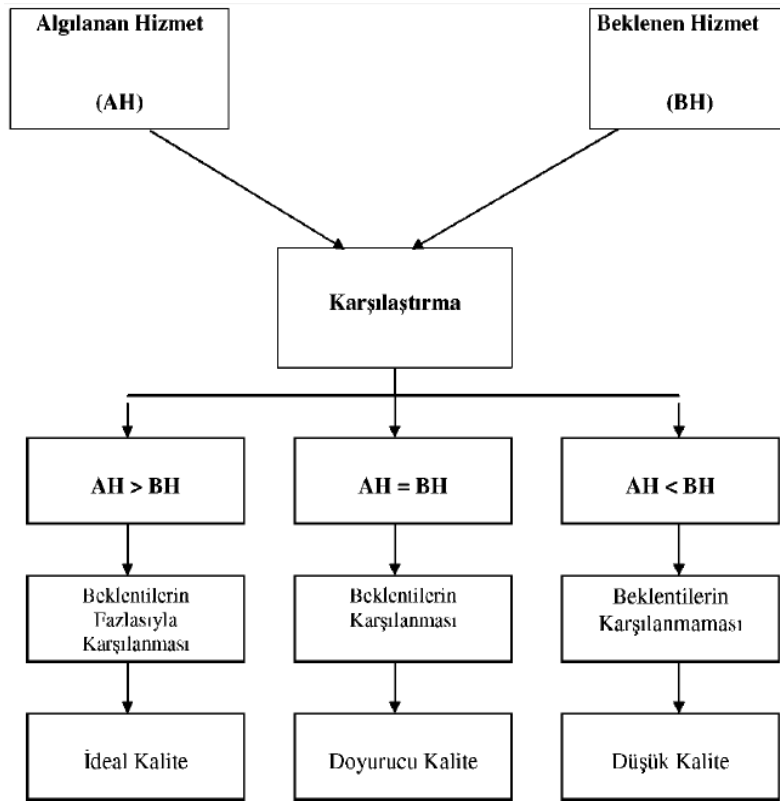 Algılanan Hizmet
(AH)
Beklenen Hizmet
(BH)
Karşılaştırma
AH > BH
AH = BH
AH < BH
Beklentilerin
Fazlasıyla
Karşılanması
Beklentilerin
Karşılanması
Beklentilerin
Karşılanmaması
İdeal Kalite
Doyurucu Kalite
Düşük Kalite